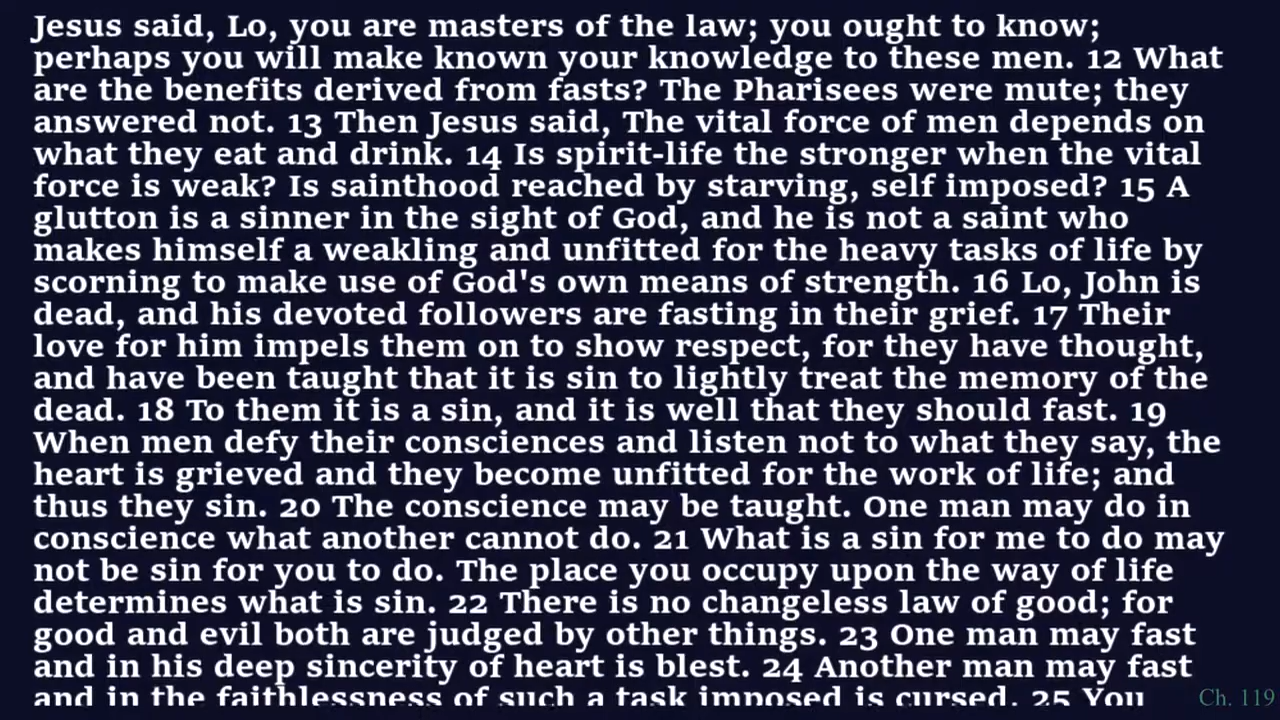 Jesus said, Lo, you are masters of the law; you ought to know;
perhaps you will make known your knowledge to these men. 12 What
are the benefits derived from fasts? The Pharisees were mute; they
answered not. 13 Then Jesus said, The vital force of men depends on
what they eat and drink. 14 Is spirit-life the stronger when the vital
force is weak? Is sainthood reached by starving, self imposed? 15 A
glutton is a sinner in the sight of God, and he is not a saint who
makes himself a weakling and unfitted for the heavy tasks of life by
scorning to make use of God's own means of strength. 16 Lo, John is
dead, and his devoted followers are fasting in their grief. 17 Their
love for him impels them on to show respect, for they have thought,
and have been taught that it is sin to lightly treat the memory of the
dead. 18 To them it is a sin, and it is well that they should fast. 19
When men defy their consciences and listen not to what they say, the
heart is grieved and they become unfitted for the work of life; and
thus they sin. 20 The conscience may be taught. One man may do in
conscience what another cannot do. 21 What is a sin for me to do may
not be sin for you to do. The place you occupy upon the way of life
determines what is sin. 22 There is no changeless law of good; for
good and evil both are judged by other things. 23 One man may fast
and in his deep sincerity of heart is blest. 24 Another man may fast
and in the faithlessness of such a task imposed is cursed. 25 You
Ch. 119